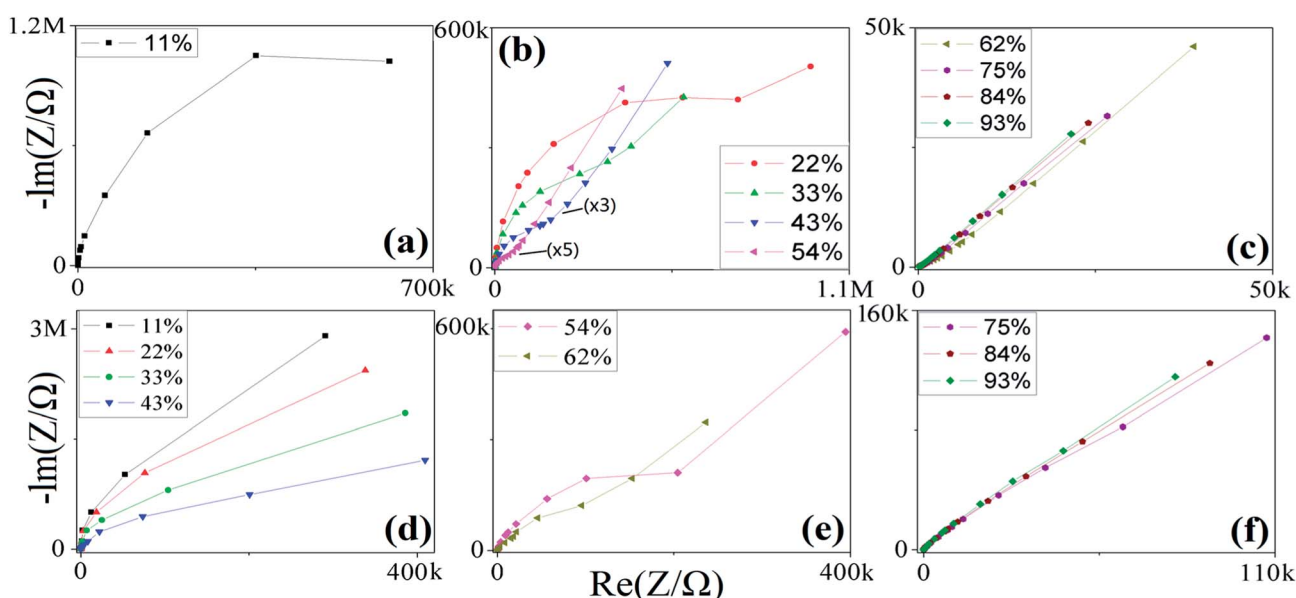 1.2M
11%
-Im(Z/Ω)
(a)
0
0
700k
600k
(b)
22%
33%
43%
54%
(x3)
(x5)
0
0
1.1M
50k
62%
75%
84%
93%
(c)
0
0
50k
3M
11%
22%
33%
43%
-Im(Z/Ω)
(d)
0
0
400k
600k
54%
62%
(e)
0
0
400k
Re(Z/Ω)
160k
75%
84%
93%
(f)
0
0
110k